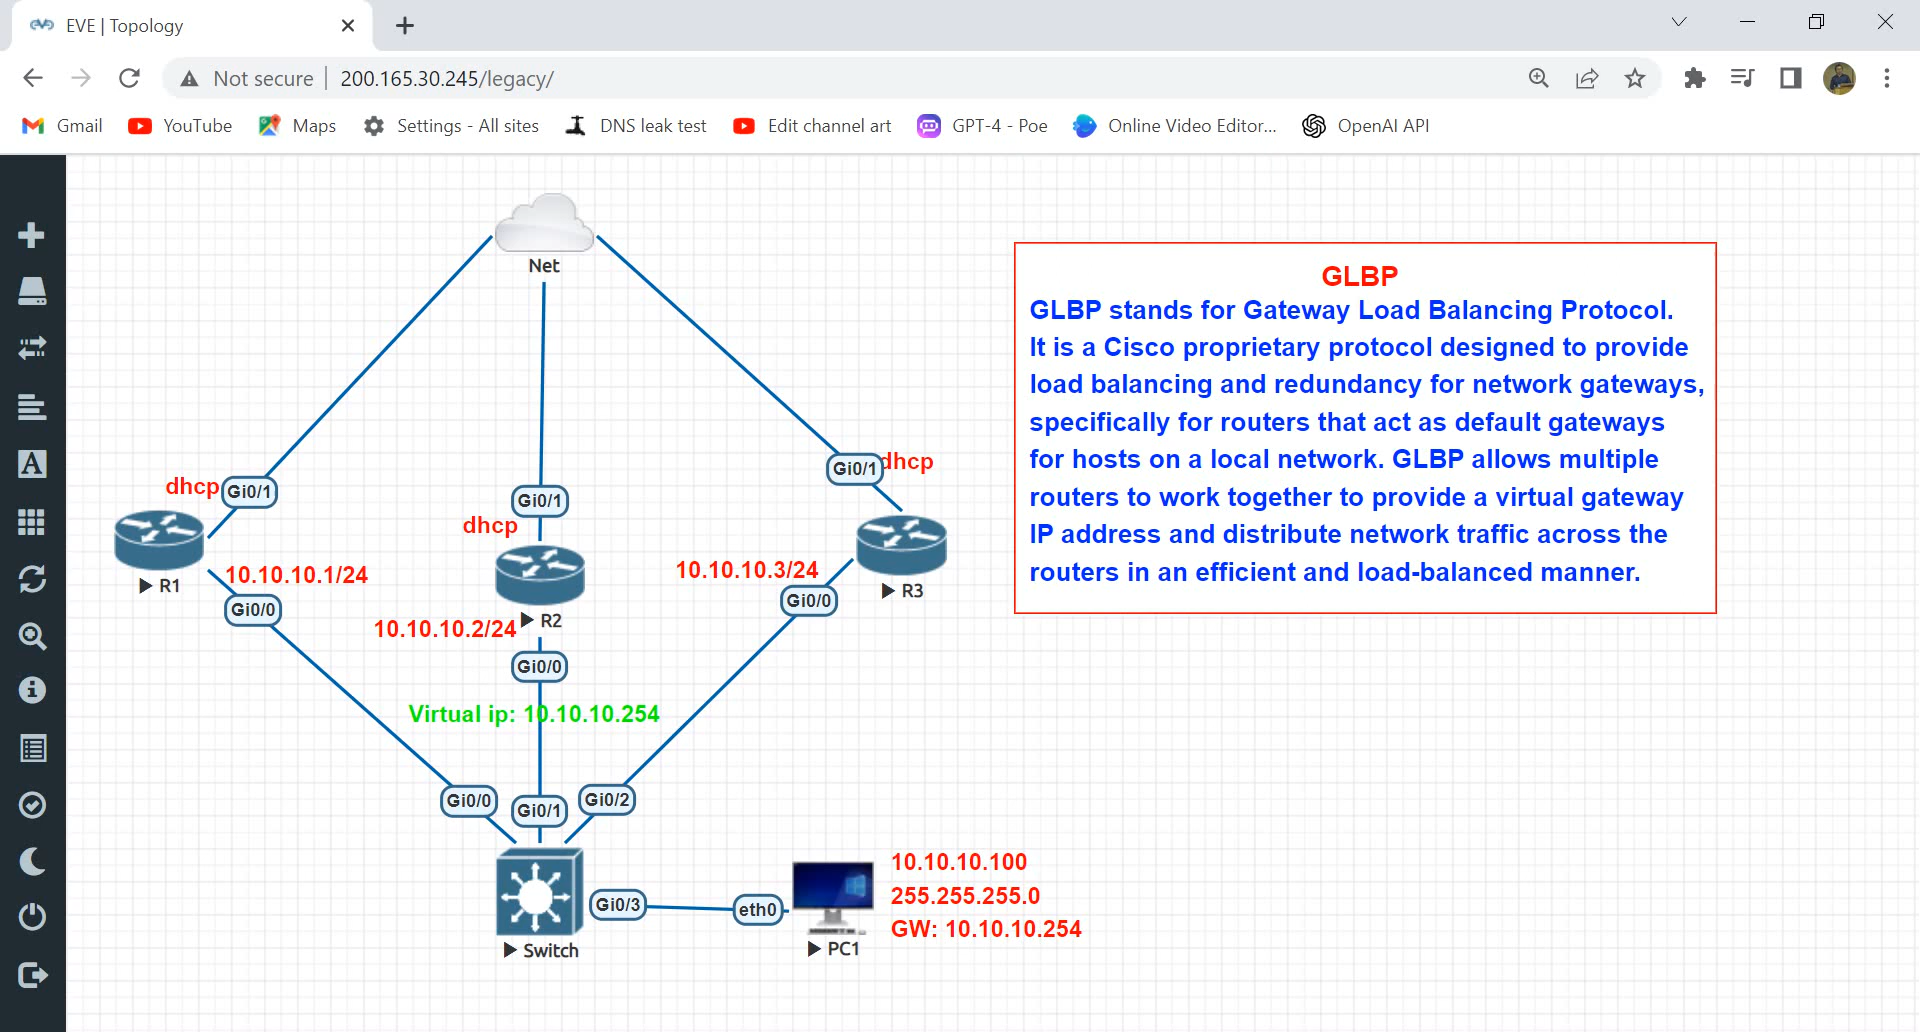 EVE | Topology
Not secure
200.165.30.245/legacy/
Gmail
YouTube
Maps
Settings - All sites
DNS leak test
Edit channel art
GPT-4 - Poe
Online Video Editor...
OpenAI API
Net
GLBP
GLBP stands for Gateway Load Balancing Protocol.
It is a Cisco proprietary protocol designed to provide
load balancing and redundancy for network gateways,
specifically for routers that act as default gateways
for hosts on a local network. GLBP allows multiple
routers to work together to provide a virtual gateway
IP address and distribute network traffic across the
routers in an efficient and load-balanced manner.
dhcp
Gi0/1
Gi0/1
dhcp
Gi0/1
dhcp
R1
10.10.10.1/24
Gi0/0
10.10.10.2/24
R2
Gi0/0
10.10.10.3/24
Gi0/0
R3
Virtual ip: 10.10.10.254
Gi0/0
Gi0/1
Gi0/2
Gi0/3
eth0
Switch
PC1
10.10.10.100
255.255.255.0
GW: 10.10.10.254